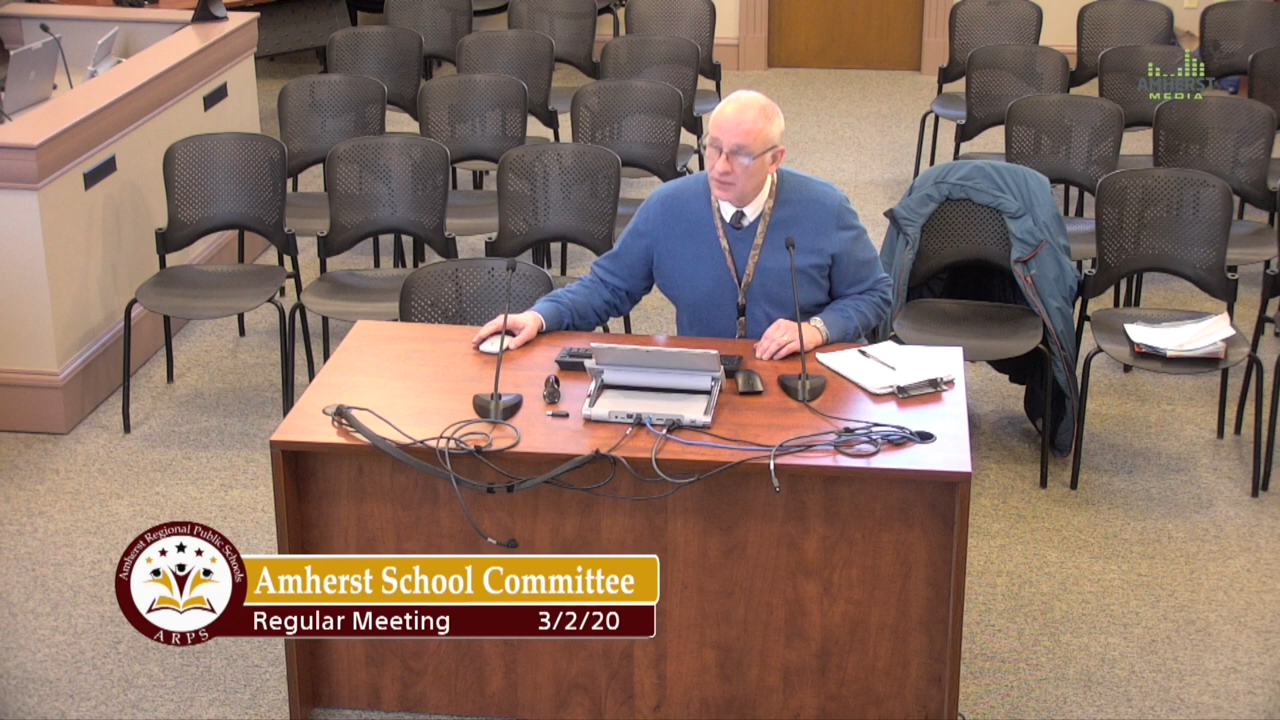 AMHERST
MEDIA
Amherst Regional Public Schools
ARPS
Amherst School Committee
Regular Meeting 3/2/20